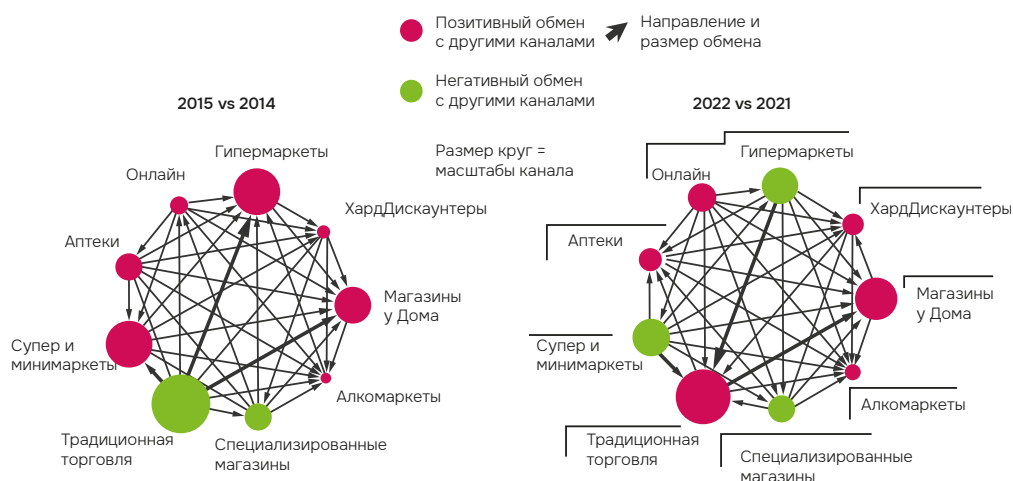 Позитивный обмен
с другими каналами
Направление и
размер обмена
Негативный обмен
с другими каналами
2015 vs 2014
2022 vs 2021
Размер круг =
масштабы канала
Гипермаркеты
Онлайн
ХардДискаунтеры
Аптеки
Магазины
у Дома
Супер и
минимаркеты
Алкомаркеты
Традиционная
торговля
Специализированные
магазины
Гипермаркеты
Онлайн
ХардДискаунтеры
Аптеки
Магазины
у Дома
Супер и
минимаркеты
Алкомаркеты
Традиционная
торговля
Специализированные
магазины